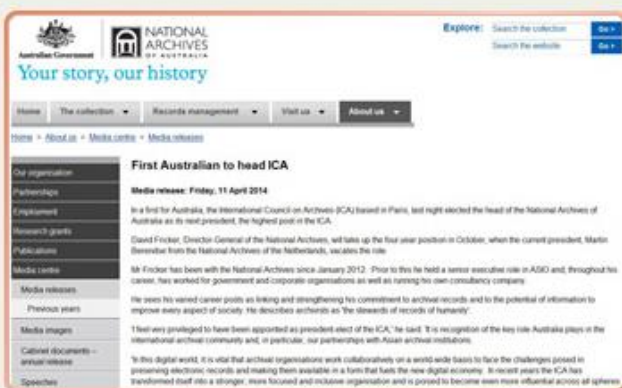 Australian Government
NATIONAL
ARCHIVES
OF AUSTRALIA
Explore:
Search the collection
Go >
Search the website
Go >
Your story, our history
Home
The collection
Records management
Visit us
About us
Home > About us > Media centre > Media releases
Our organisation
Partnerships
Employment
Research grants
Publications
Media centre
Media releases
Previous years
Media images
Cabinet documents –
annual release
Speeches
First Australian to head ICA
Media release: Friday, 11 April 2014
In a first for Australia, the International Council on Archives (ICA) based in Paris, last night elected the head of the National Archives of
Australia as its next president, the highest post in the ICA.
David Fricker, Director General of the National Archives, will take up the four year position in October, when the current president, Martin
Berendse from the National Archives of the Netherlands, vacates the role.
Mr Fricker has been with the National Archives since January 2012. Prior to this he held a senior executive role in ASIO and, throughout his
career, has worked for government and corporate organisations as well as running his own consultancy company.
He sees his varied career posts as linking and strengthening his commitment to archival records and to the potential of information to
improve every aspect of society. He describes archivists as 'the stewards of records of humanity'.
'I feel very privileged to have been appointed as president-elect of the ICA,' he said. 'It is recognition of the key role Australia plays in the
international archival community and, in particular, our partnerships with Asian archival institutions.
'In this digital world, it is vital that archival organisations work collaboratively on a world-wide basis to face the challenges posed in
preserving electronic records and making them available in a form that fuels the new digital economy. In recent years the ICA has
transformed itself into a stronger, more focused and inclusive organisation and is poised to become even more influential across all spheres